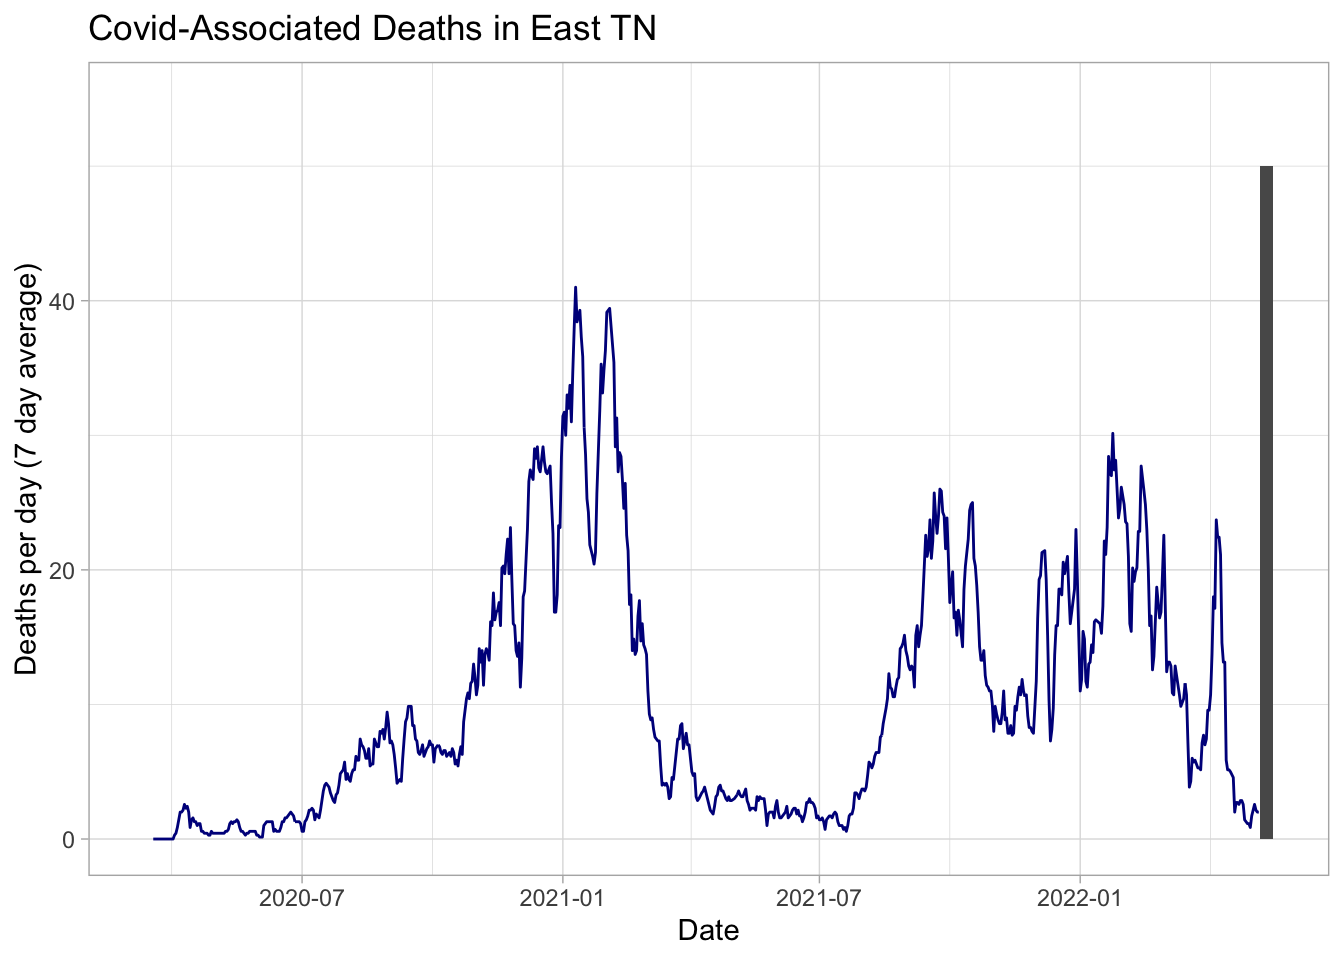 Covid-Associated Deaths in East TN
Deaths per day (7 day average)
40
20
0
2020-07
2021-01
2021-07
2022-01
Date